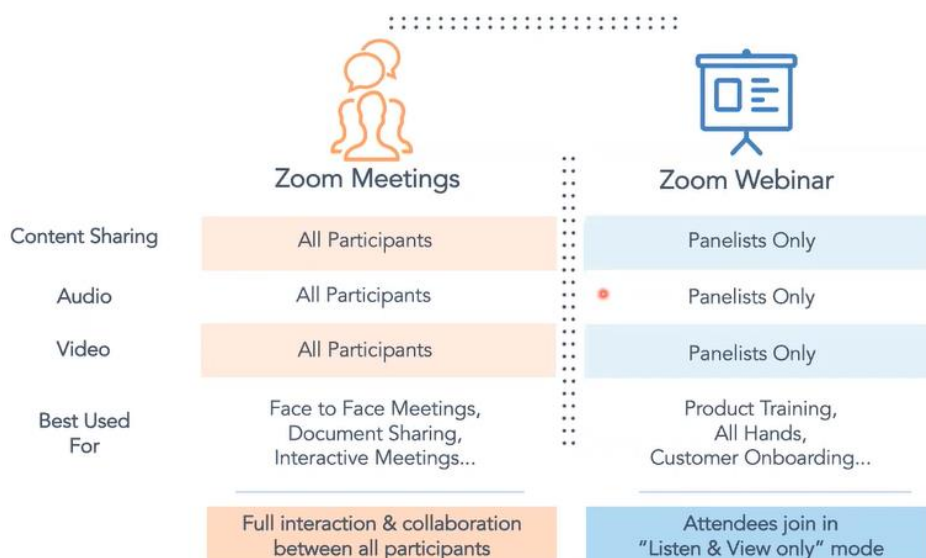 Zoom Meetings
Zoom Webinar
Content Sharing
All Participants
Panelists Only
Audio
All Participants
Panelists Only
Video
All Participants
Panelists Only
Best Used
For
Face to Face Meetings,
Document Sharing,
Interactive Meetings...
Product Training,
All Hands,
Customer Onboarding...
Full interaction & collaboration
between all participants
Attendees join in
“Listen & View only” mode